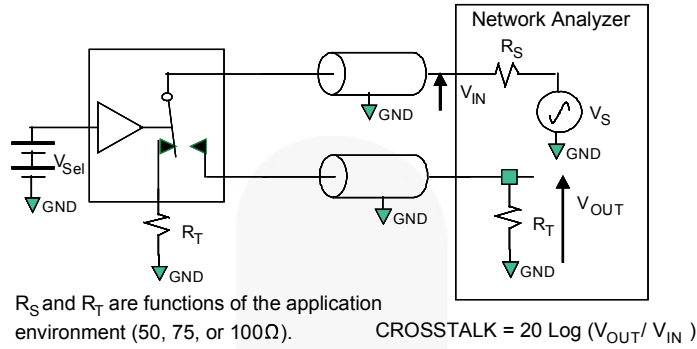 Network Analyzer
R_S
V_IN
V_S
GND
GND
V_Sel
GND
GND
V_OUT
R_T
R_T
GND
GND
R_S and R_T are functions of the application
environment (50, 75, or 100Ω).
CROSSTALK = 20 Log (V_OUT/ V_IN )